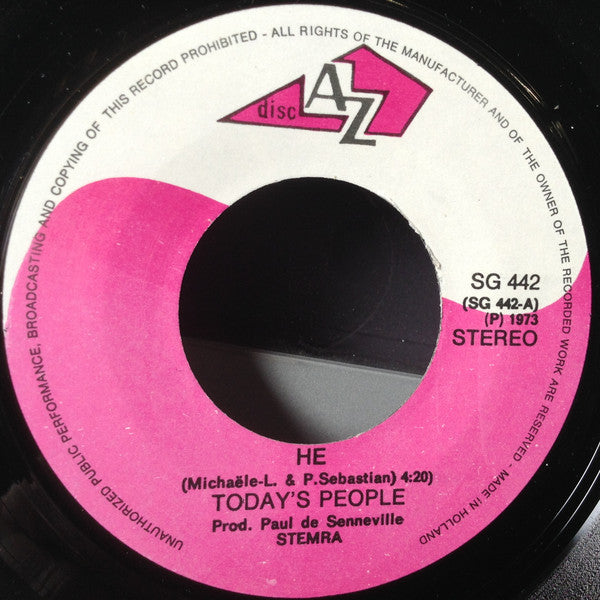 UNAUTHORIZED PUBLIC PERFORMANCE, BROADCASTING AND COPYING OF THIS RECORD PROHIBITED - ALL RIGHTS OF THE MANUFACTURER AND OF THE OWNER OF THE RECORDED WORK ARE RESERVED - MADE IN HOLLAND
disc AZ
SG 442
(SG 442-A)
(P) 1973
STEREO
HE
(Michaële-L. & P.Sebastian) 4:20)
TODAY'S PEOPLE
Prod. Paul de Senneville
STEMRA